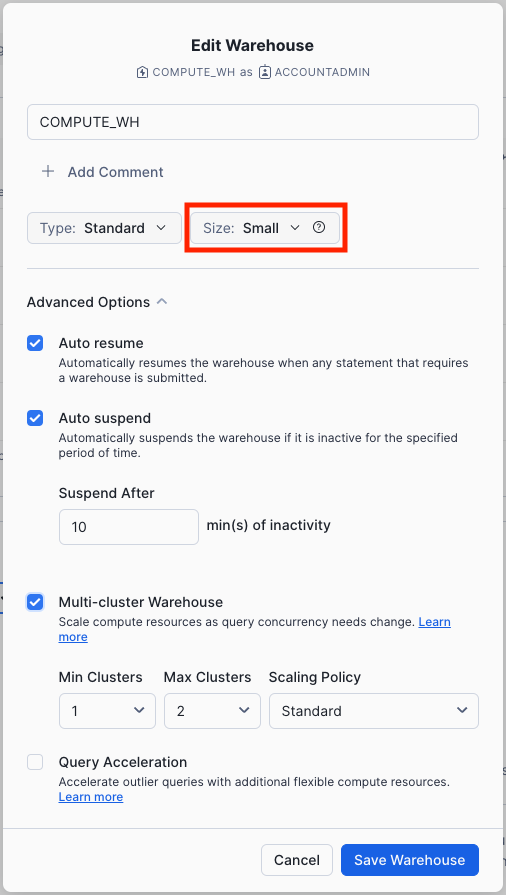 Edit Warehouse
COMPUTE_WH as ACCOUNTADMIN
COMPUTE_WH
Add Comment
Type: Standard
Size: Small
Advanced Options
Auto resume
Automatically resumes the warehouse when any statement that requires
a warehouse is submitted.
Auto suspend
Automatically suspends the warehouse if it is inactive for the specified
period of time.
Suspend After
10 min(s) of inactivity
Multi-cluster Warehouse
Scale compute resources as query concurrency needs change. Learn
more
Min Clusters Max Clusters Scaling Policy
1 2 Standard
Query Acceleration
Accelerate outlier queries with additional flexible compute resources.
Learn more
Cancel Save Warehouse